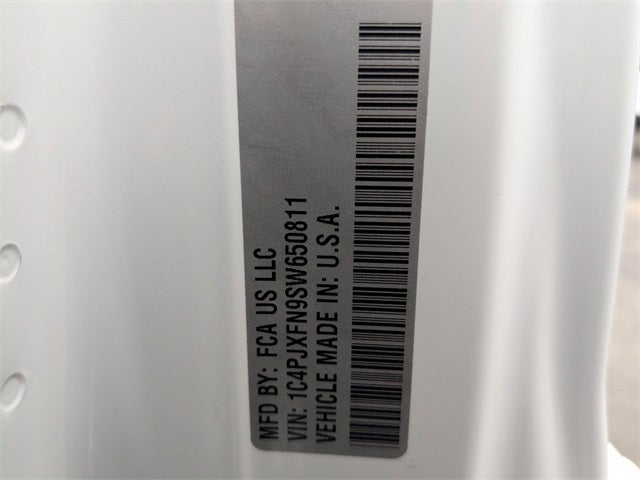 MFD BY: FCA US LLC
VIN: 1C4PJXFN9SW650811
VEHICLE MADE IN: U.S.A.